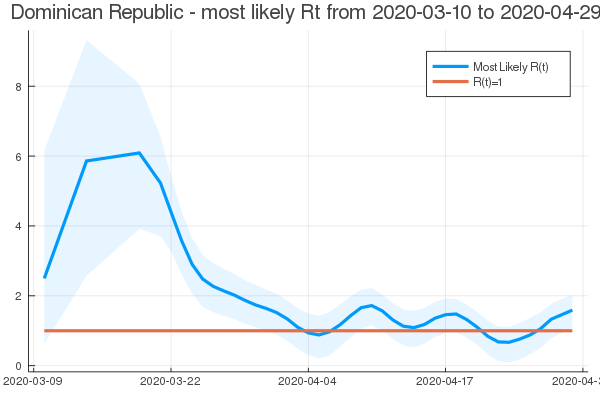 Dominican Republic - most likely Rt from 2020-03-10 to 2020-04-29
Most Likely R(t)
R(t)=1
8
6
4
2
0
2020-03-09 2020-03-22 2020-04-04 2020-04-17